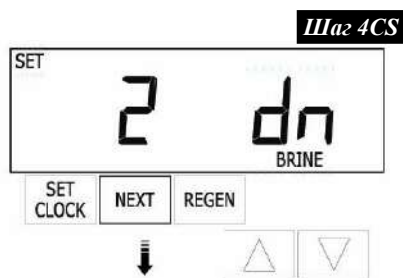 Шаг 4CS
SET
2 dn
BRINE
SET CLOCK
NEXT
REGEN